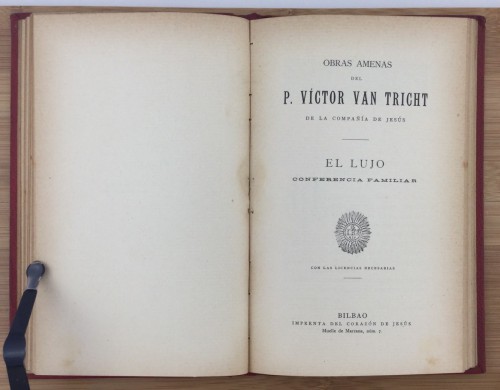 OBRAS AMENAS
DEL
P. VÍCTOR VAN TRICHT
DE LA COMPAÑÍA DE JESÚS
EL LUJO
CONFERENCIA FAMILIAR
CON LAS LICENCIAS NECESARIAS
BILBAO
IMPRENTA DEL CORAZÓN DE JESÚS
Muelle de Marzana, núm. 7.